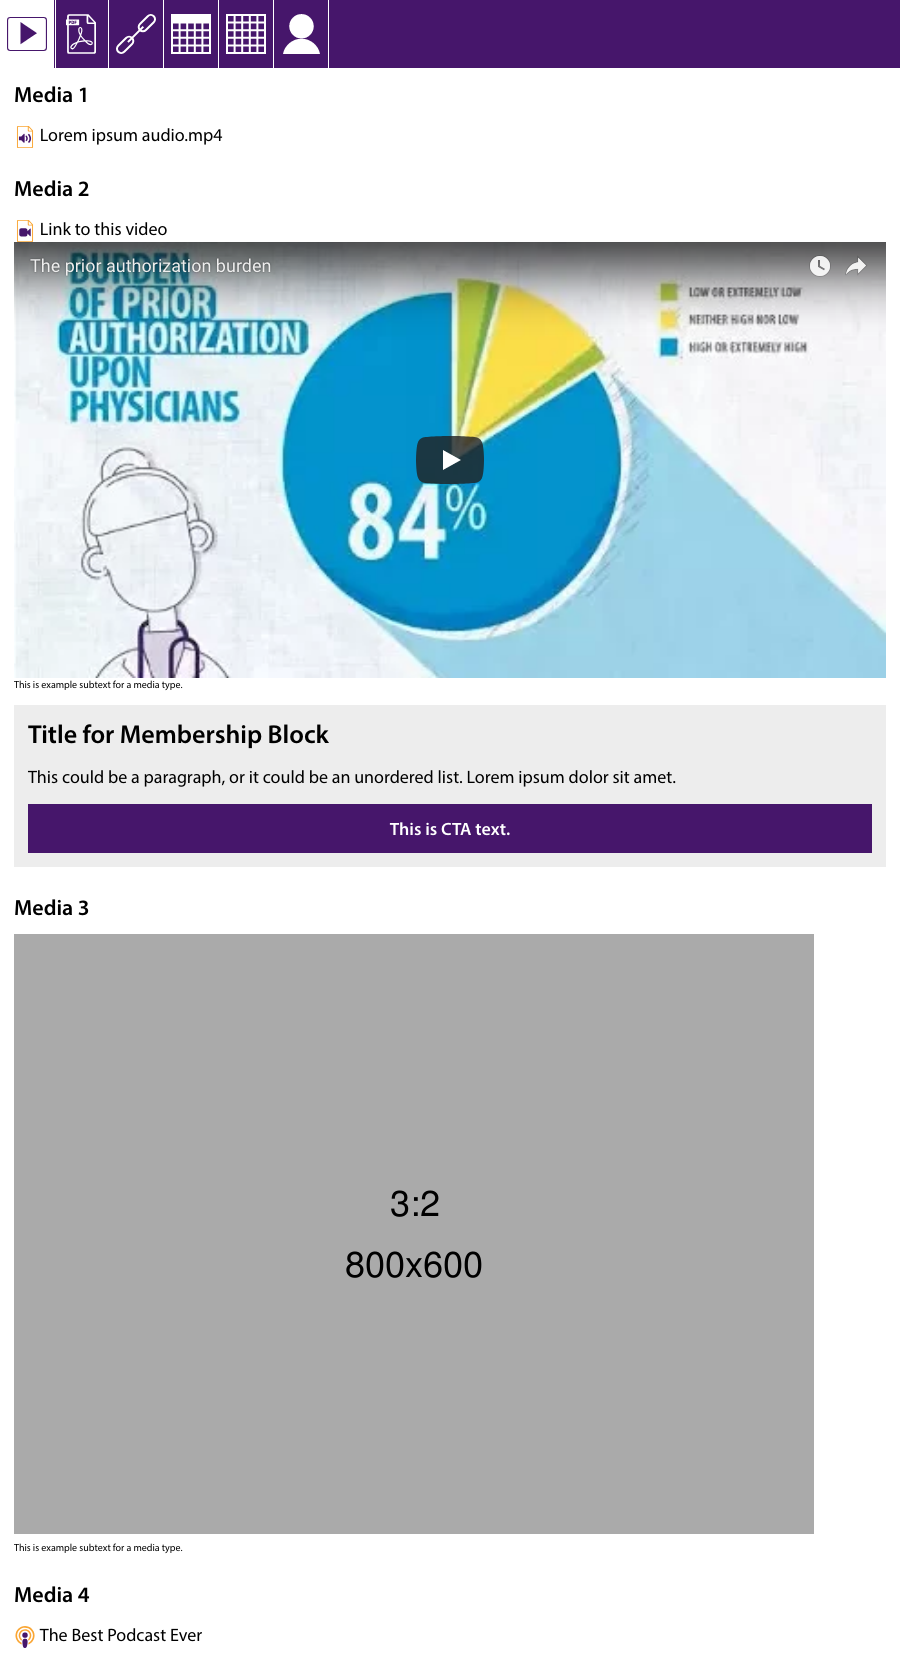 PDF
Media 1
Lorem ipsum audio.mp4
Media 2
Link to this video
The prior authorization burden
BURDEN
OF PRIOR
AUTHORIZATION
UPON
PHYSICIANS
LOW OR EXTREMELY LOW
NEITHER HIGH NOR LOW
HIGH OR EXTREMELY HIGH
84%
This is example subtext for a media type.
Title for Membership Block
This could be a paragraph, or it could be an unordered list. Lorem ipsum dolor sit amet.
This is CTA text.
Media 3
3:2
800x600
This is example subtext for a media type.
Media 4
The Best Podcast Ever